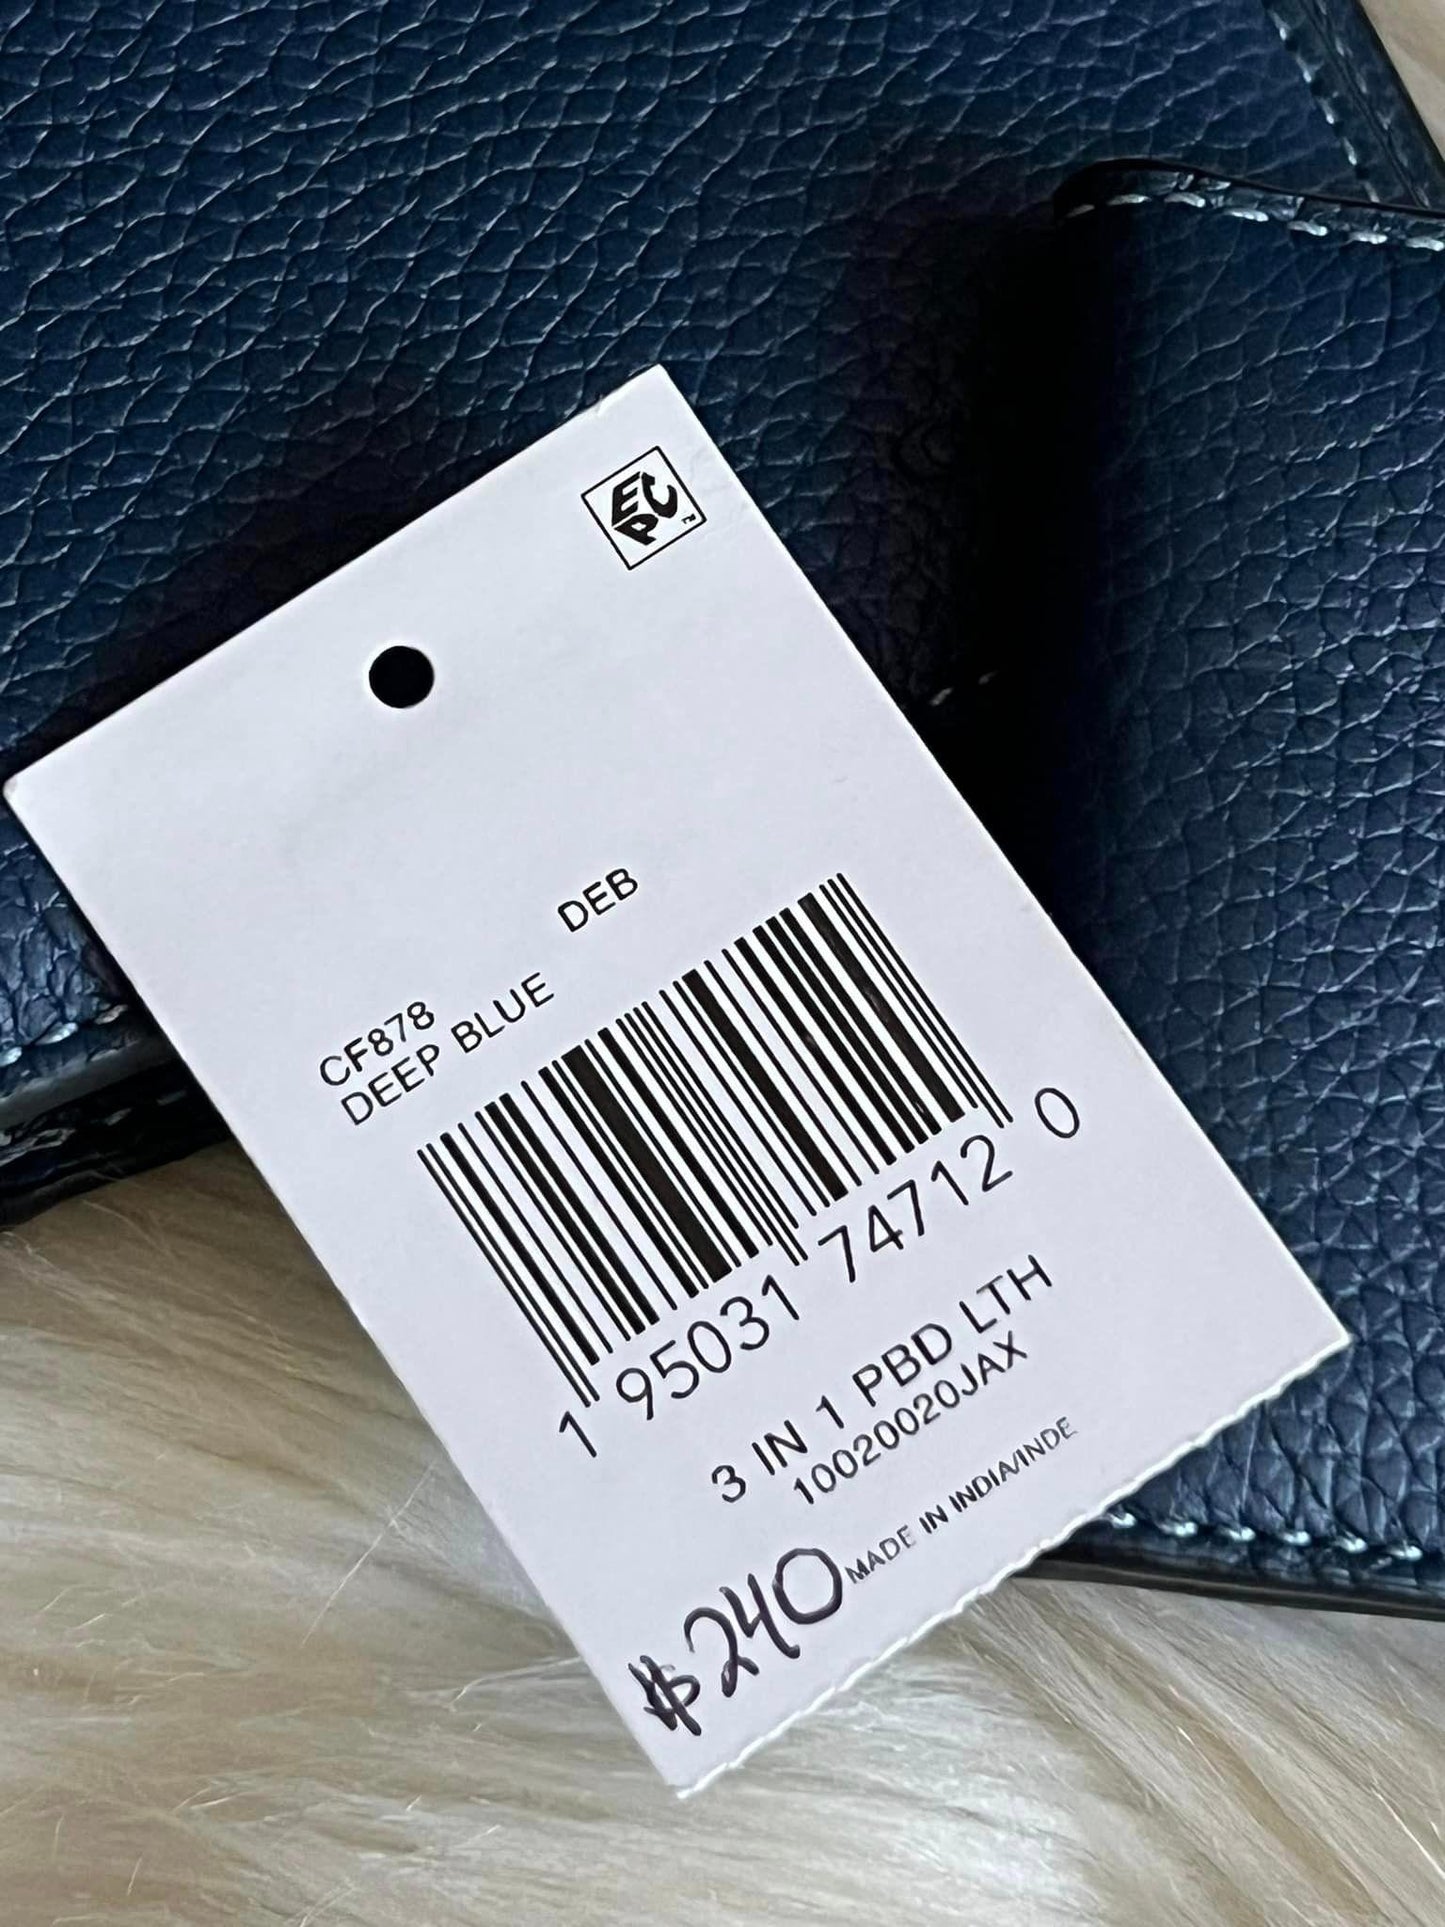 EPC
TM
DEB
CF878
DEEP BLUE
1 95031 74712 0
3 IN 1 PBD LTH
10020020JAX
MADE IN INDIA/INDE
$240